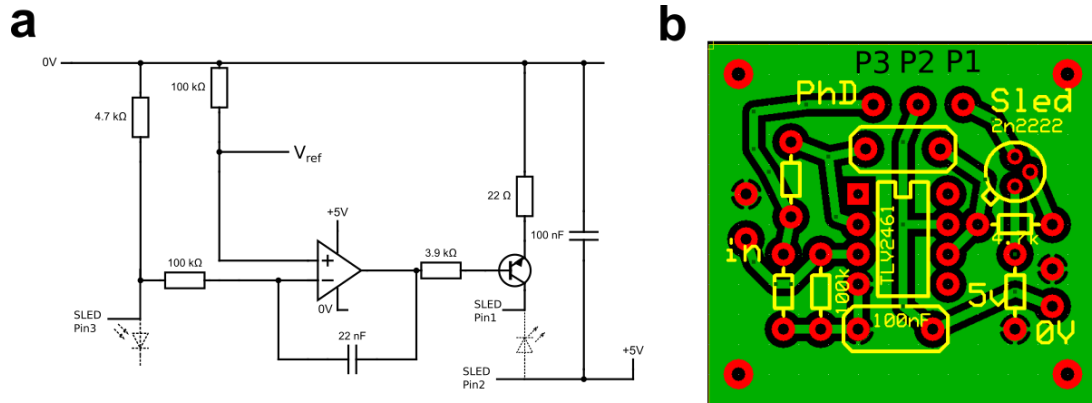 a
0V
100 kΩ
4.7 kΩ
Vref
22 Ω
+5V
100 nF
3.9 kΩ
100 kΩ
+
−
0V
SLED
Pin3
SLED
Pin1
22 nF
+5V
SLED
Pin2
b
P3 P2 P1
PhD
Sled
2n2222
TLV2461
4.7k
in
100k
5v
100nF
0V